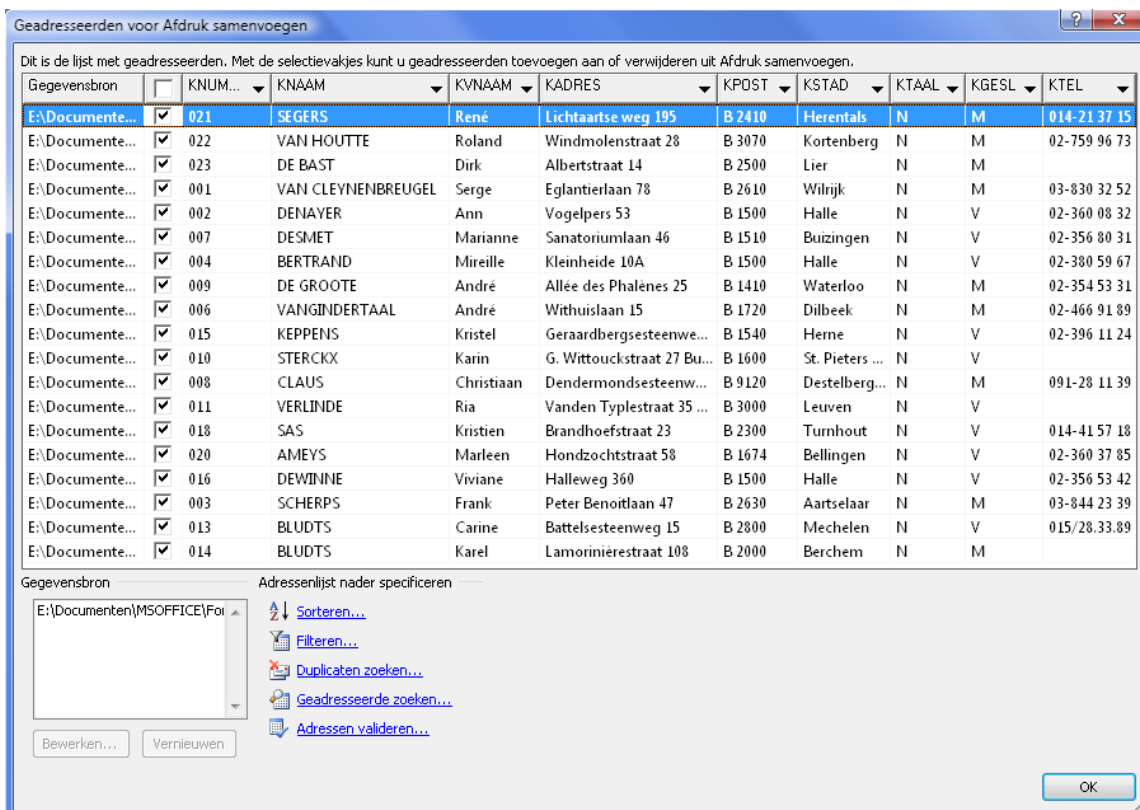 Geadresseerden voor Afdruk samenvoegen
Dit is de lijst met geadresseerden. Met de selectievakjes kunt u geadresseerden toevoegen aan of verwijderen uit Afdruk samenvoegen.
Gegevensbron KNUM... KNAAM KVNAAM KADRES KPOST KSTAD KTAAL KGESL KTEL
E:\Documente... 021 SEGERS René Lichtaartse weg 195 B 2410 Herentals N M 014-21 37 15
E:\Documente... 022 VAN HOUTTE Roland Windmolenstraat 28 B 3070 Kortenberg N M 02-759 96 73
E:\Documente... 023 DE BAST Dirk Albertstraat 14 B 2500 Lier N M
E:\Documente... 001 VAN CLEYNENBREUGEL Serge Eglantierlaan 78 B 2610 Wilrijk N M 03-830 32 52
E:\Documente... 002 DENAYER Ann Vogelpers 53 B 1500 Halle N V 02-360 08 32
E:\Documente... 007 DESMET Marianne Sanatoriumlaan 46 B 1510 Buizingen N V 02-356 80 31
E:\Documente... 004 BERTRAND Mireille Kleinheide 10A B 1500 Halle N V 02-380 59 67
E:\Documente... 009 DE GROOTE André Allée des Phalènes 25 B 1410 Waterloo N M 02-354 53 31
E:\Documente... 006 VANGINDERTAAL André Withuislaan 15 B 1720 Dilbeek N M 02-466 91 89
E:\Documente... 015 KEPPENS Kristel Geraardbergsesteenwe... B 1540 Herne N V 02-396 11 24
E:\Documente... 010 STERCKX Karin G. Wittouckstraat 27 Bu... B 1600 St. Pieters ... N V
E:\Documente... 008 CLAUS Christiaan Dendermondsesteenw... B 9120 Destelberg... N M 091-28 11 39
E:\Documente... 011 VERLINDE Ria Vanden Typlestraat 35 ... B 3000 Leuven N V
E:\Documente... 018 SAS Kristien Brandhoefstraat 23 B 2300 Turnhout N V 014-41 57 18
E:\Documente... 020 AMEYS Marleen Hondzochtstraat 58 B 1674 Bellingen N V 02-360 37 85
E:\Documente... 016 DEWINNE Viviane Halleweg 360 B 1500 Halle N V 02-356 53 42
E:\Documente... 003 SCHERPS Frank Peter Benoitlaan 47 B 2630 Aartselaar N M 03-844 23 39
E:\Documente... 013 BLUDTS Carine Battelsesteenweg 15 B 2800 Mechelen N V 015/28.33.89
E:\Documente... 014 BLUDTS Karel Lamorinièrestraat 108 B 2000 Berchem N M
Gegevensbron Adressenlijst nader specificeren
E:\Documenten\MSOFFICE\For
Sorteren...
Filteren...
Duplicaten zoeken...
Geadresseerde zoeken...
Adressen valideren...
Bewerken... Vernieuwen
OK